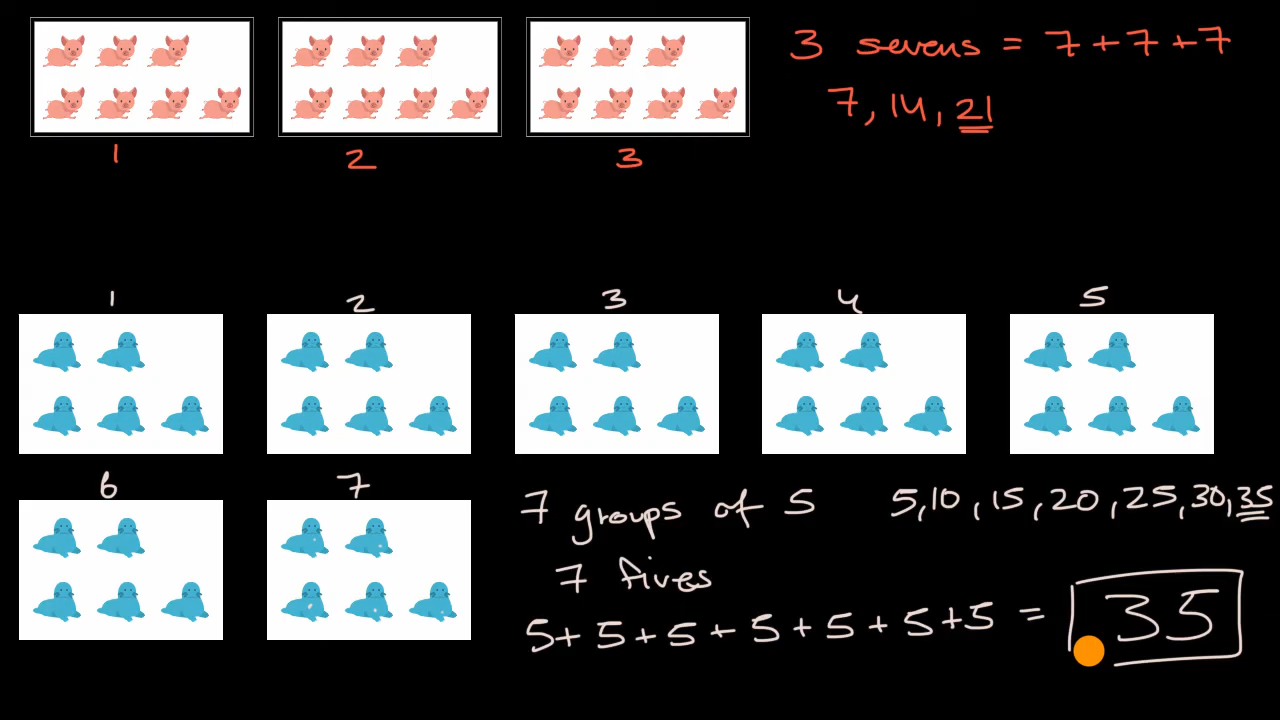 3 sevens = 7+7+7
7, 14, 21
1 2 3
1 2 3 4 5
6 7
7 groups of 5
5,10,15,20,25,30,35
7 fives
5+5+5+5+5+5+5 = 35